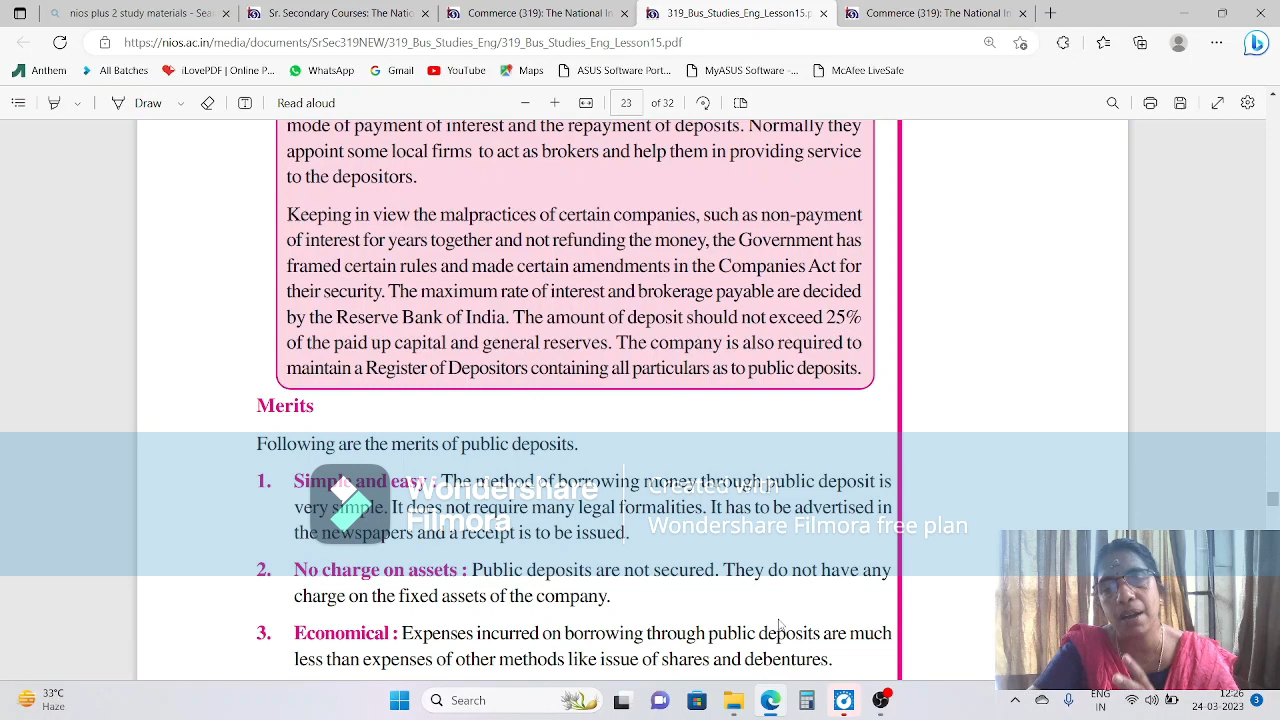 nios plus 2 study materials - Sea
Sr. Secondary Courses: The Natio
Commerce (319): The National In
319_Bus_Studies_Eng_Lesson15.p
Commerce (319): The National In
https://nios.ac.in/media/documents/SrSec319NEW/319_Bus_Studies_Eng/319_Bus_Studies_Eng_Lesson15.pdf
Anthem
All Batches
iLovePDF | Online P...
WhatsApp
Gmail
YouTube
Maps
ASUS Software Port...
MyASUS Software -...
McAfee LiveSafe
Draw
Read aloud
23 of 32
mode of payment of interest and the repayment of deposits. Normally they
appoint some local firms to act as brokers and help them in providing service
to the depositors.
Keeping in view the malpractices of certain companies, such as non-payment
of interest for years together and not refunding the money, the Government has
framed certain rules and made certain amendments in the Companies Act for
their security. The maximum rate of interest and brokerage payable are decided
by the Reserve Bank of India. The amount of deposit should not exceed 25%
of the paid up capital and general reserves. The company is also required to
maintain a Register of Depositors containing all particulars as to public deposits.
Merits
Following are the merits of public deposits.
1. Simple and easy : The method of borrowing money through public deposit is
very simple. It does not require many legal formalities. It has to be advertised in
the newspapers and a receipt is to be issued.
Wondershare
Filmora
Created with
Wondershare Filmora free plan
2. No charge on assets : Public deposits are not secured. They do not have any
charge on the fixed assets of the company.
3. Economical : Expenses incurred on borrowing through public deposits are much
less than expenses of other methods like issue of shares and debentures.
33°C
Haze
Search
ENG
IN
12:26
24-03-2023
3